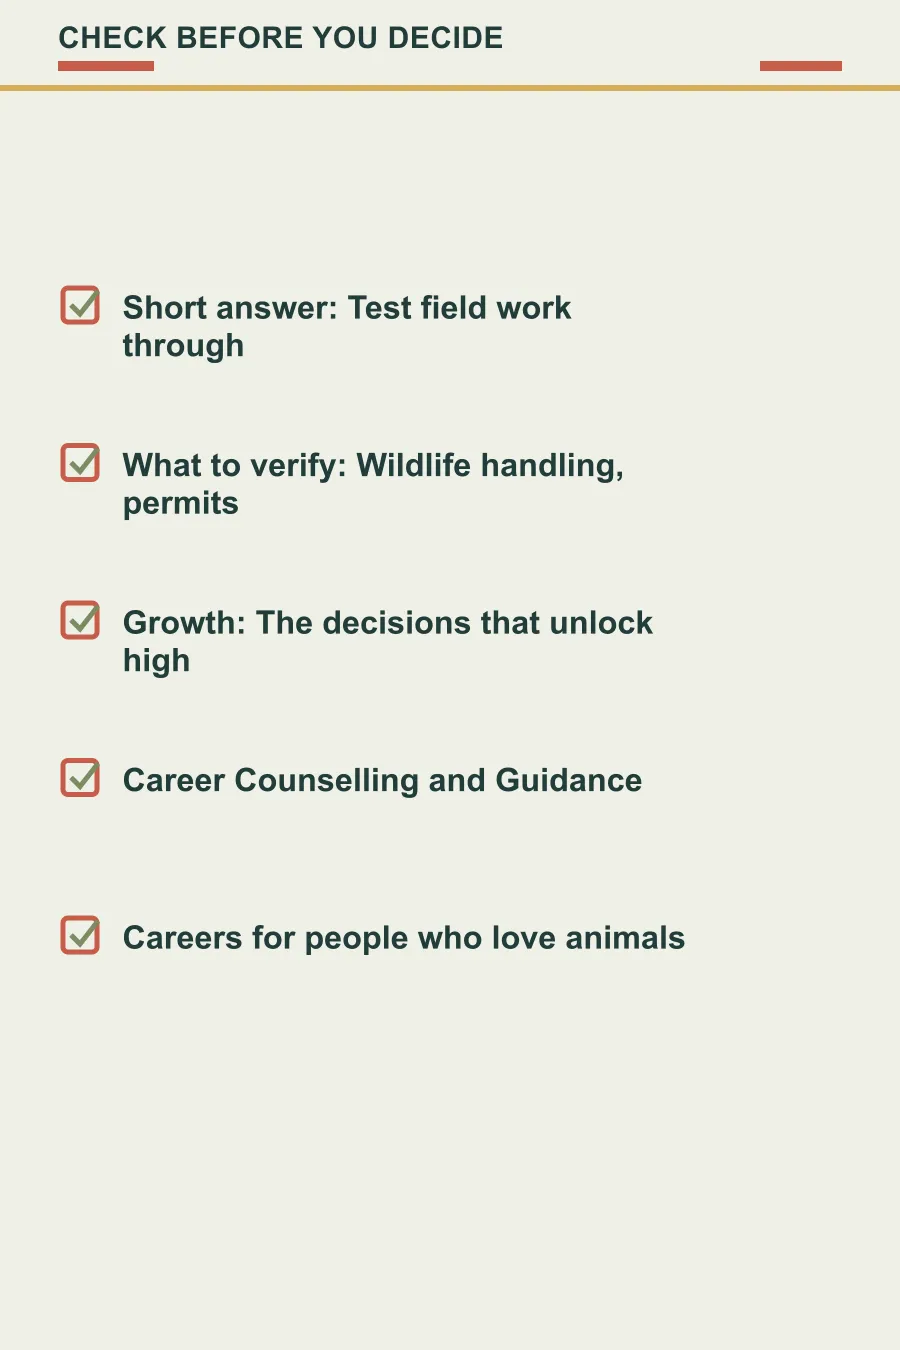 CHECK BEFORE YOU DECIDE
Short answer: Test field work
through
What to verify: Wildlife handling,
permits
Growth: The decisions that unlock
high
Career Counselling and Guidance
Careers for people who love animals